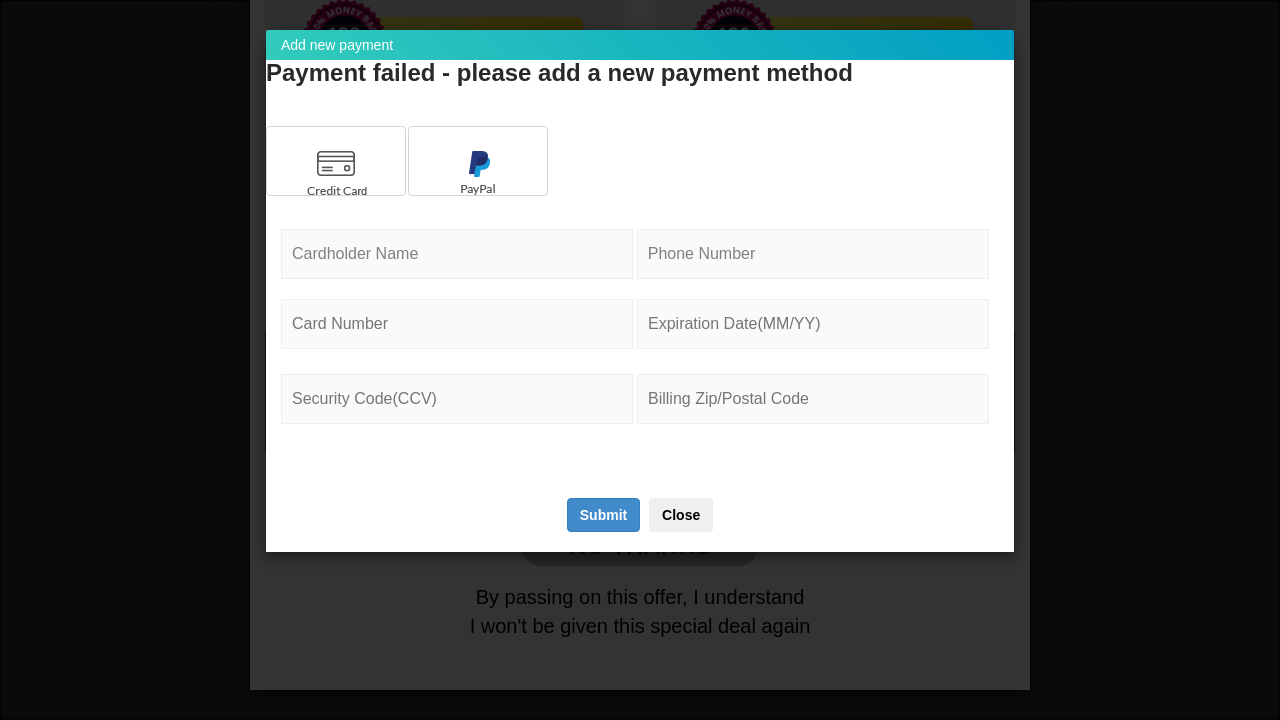 Add new payment
Payment failed - please add a new payment method
Credit Card
PayPal
Cardholder Name
Phone Number
Card Number
Expiration Date(MM/YY)
Security Code(CCV)
Billing Zip/Postal Code
Submit
Close
By passing on this offer, I understand
I won't be given this special deal again